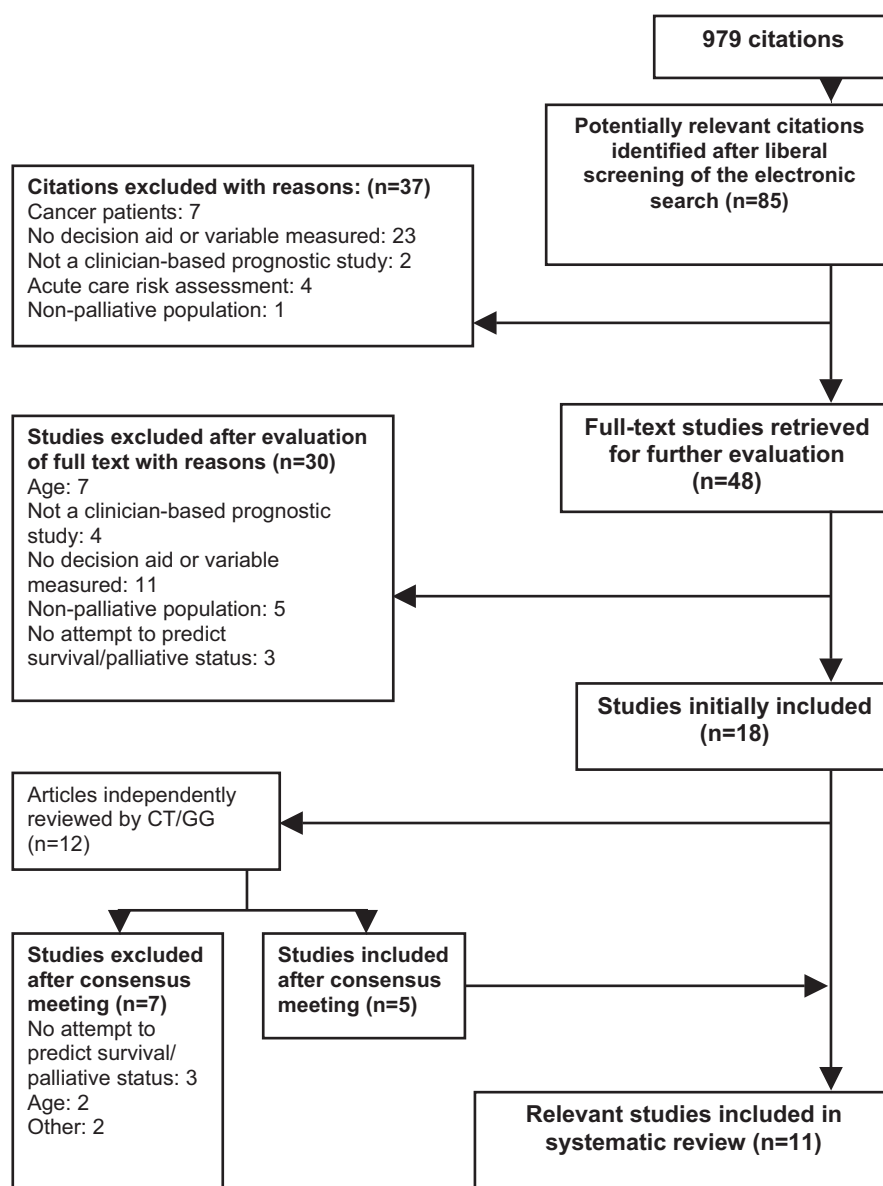 979 citations
Potentially relevant citations
identified after liberal
screening of the electronic
search (n=85)
Citations excluded with reasons: (n=37)
Cancer patients: 7
No decision aid or variable measured: 23
Not a clinician-based prognostic study: 2
Acute care risk assessment: 4
Non-palliative population: 1
Full-text studies retrieved
for further evaluation
(n=48)
Studies excluded after evaluation
of full text with reasons (n=30)
Age: 7
Not a clinician-based prognostic
study: 4
No decision aid or variable
measured: 11
Non-palliative population: 5
No attempt to predict
survival/palliative status: 3
Studies initially included
(n=18)
Articles independently
reviewed by CT/GG
(n=12)
Studies excluded
after consensus
meeting (n=7)
No attempt to
predict survival/
palliative status: 3
Age: 2
Other: 2
Studies included
after consensus
meeting (n=5)
Relevant studies included in
systematic review (n=11)